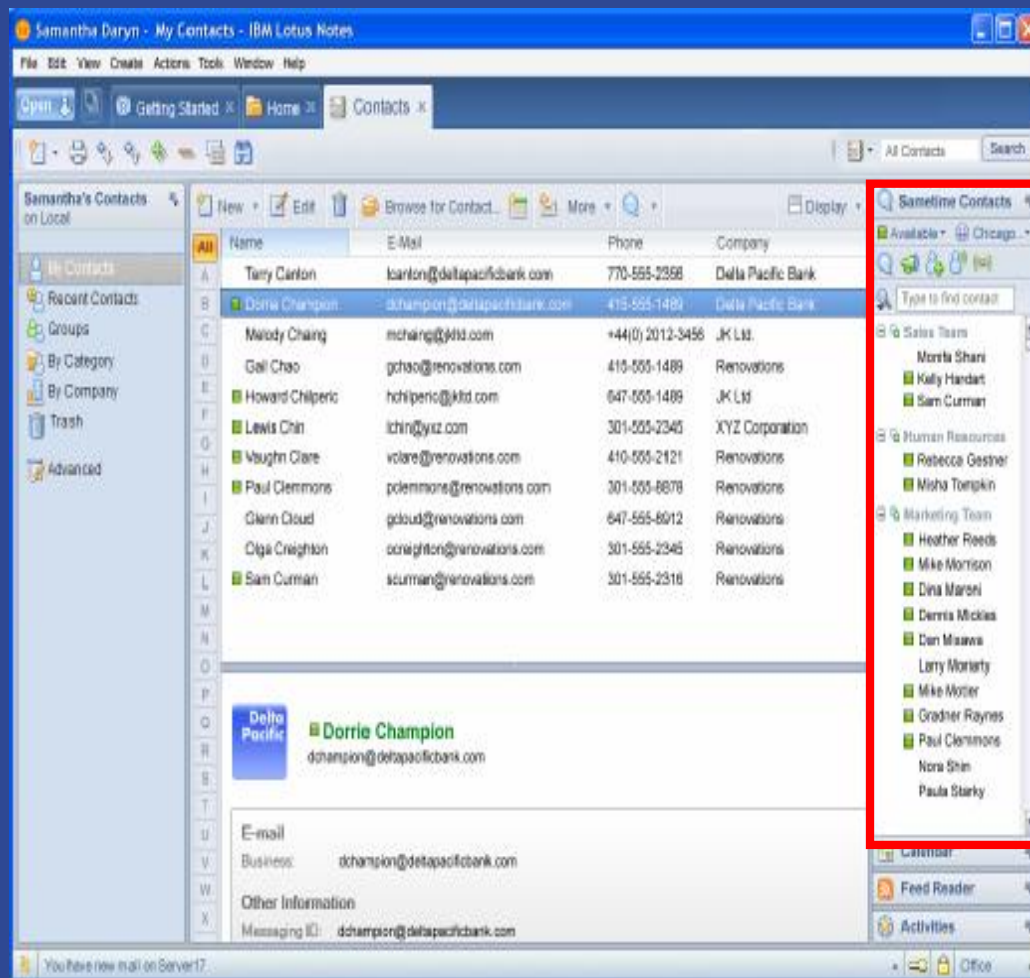 Samantha Daryn - My Contacts - IBM Lotus Notes
File Edit View Create Actions Tools Window Help
Open Getting Started Home Contacts
All Contacts Search
Samantha's Contacts
on Local
My Contacts
Recent Contacts
Groups
By Category
By Company
Trash
Advanced
New Edit Browse for Contact... More Display
All
A
B
C
D
E
F
G
H
I
J
K
L
M
N
O
P
Q
R
S
T
U
V
W
X
Name E-Mail Phone Company
Terry Canton tcanton@deltapacificbank.com 770-555-2356 Delta Pacific Bank
Dorrie Champion dchampion@deltapacificbank.com 415-555-1489 Delta Pacific Bank
Melody Chaing mchaing@jkltd.com +44(0) 2012-3456 JK Ltd.
Gail Chao gchao@renovations.com 415-555-1489 Renovations
Howard Chilperic hchilperic@jkltd.com 647-555-1489 JK Ltd
Lewis Chin lchin@yxz.com 301-555-2345 XYZ Corporation
Vaughn Clare vclare@renovations.com 410-555-2121 Renovations
Paul Clemmons pclemmons@renovations.com 301-555-8878 Renovations
Glenn Cloud gcloud@renovations.com 647-555-8912 Renovations
Olga Creighton ocreighton@renovations.com 301-555-2345 Renovations
Sam Curman scurman@renovations.com 301-555-2316 Renovations
Delta
Pacific
Dorrie Champion
dchampion@deltapacificbank.com
E-mail
Business: dchampion@deltapacificbank.com
Other Information
Messaging ID: dchampion@deltapacificbank.com
Sametime Contacts
Available Chicago...
Type to find contact
Sales Team
Shani
Kelly Hardart
Sam Curman
Human Resources
Rebecca Gestner
Misha Tompkin
Marketing Team
Heather Reeds
Mike Morrison
Dina Maroni
Dennis Mickles
Dan Misawa
Larry Moriarty
Mike Motler
Gradner Raynes
Paul Clemmons
Nora Shin
Paula Starky
Calendar
Feed Reader
Activities
You have new mail on Server17. Office